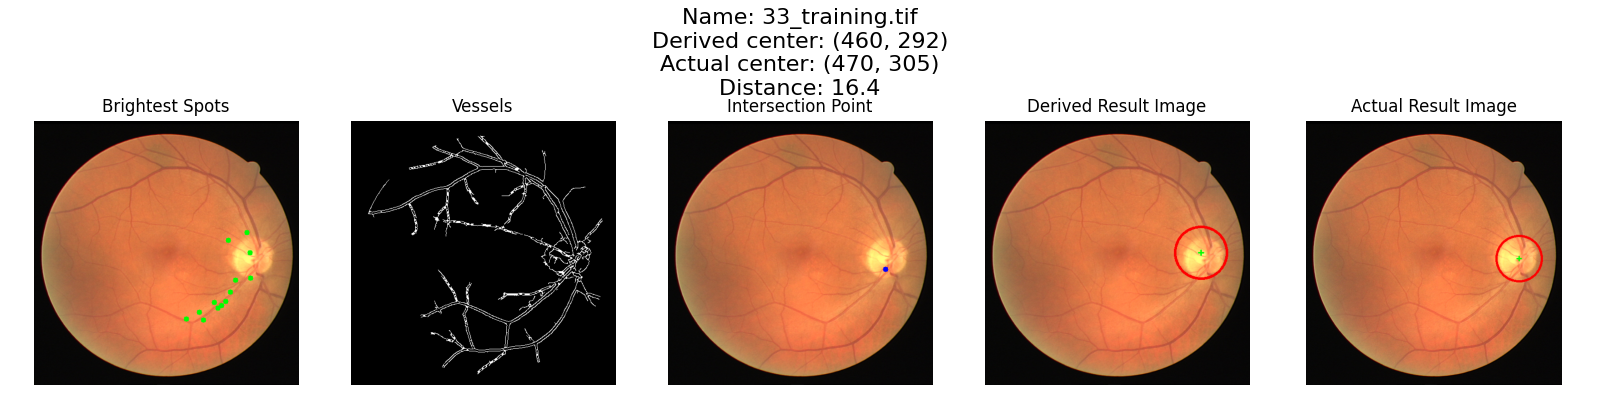 Name: 33_training.tif
Derived center: (460, 292)
Actual center: (470, 305)
Distance: 16.4
Brightest Spots
Vessels
Intersection Point
Derived Result Image
Actual Result Image